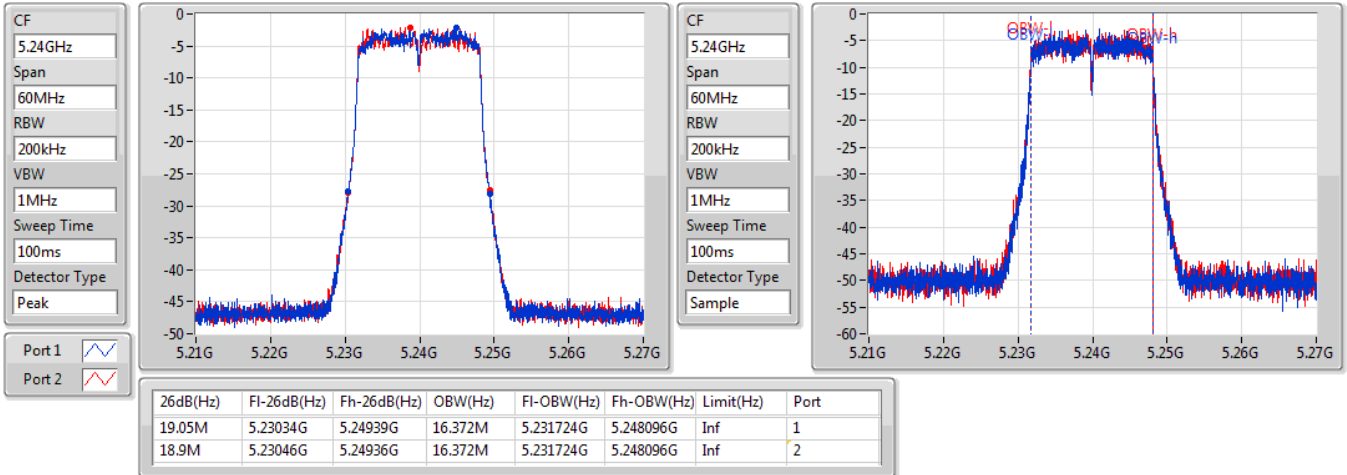 CF
5.24GHz
Span
60MHz
RBW
200kHz
VBW
1MHz
Sweep Time
100ms
Detector Type
Peak
0
-5
-10
-15
-20
-25
-30
-35
-40
-45
-50
5.21G 5.22G 5.23G 5.24G 5.25G 5.26G 5.27G
CF
5.24GHz
Span
60MHz
RBW
200kHz
VBW
1MHz
Sweep Time
100ms
Detector Type
Sample
0
-5
-10
-15
-20
-25
-30
-35
-40
-45
-50
-55
-60
OBW-l OBW-h
OBW-l OBW-h
5.21G 5.22G 5.23G 5.24G 5.25G 5.26G 5.27G
Port 1
Port 2
26dB(Hz) Fl-26dB(Hz) Fh-26dB(Hz) OBW(Hz) Fl-OBW(Hz) Fh-OBW(Hz) Limit(Hz) Port
19.05M 5.23034G 5.24939G 16.372M 5.231724G 5.248096G Inf 1
18.9M 5.23046G 5.24936G 16.372M 5.231724G 5.248096G Inf 2